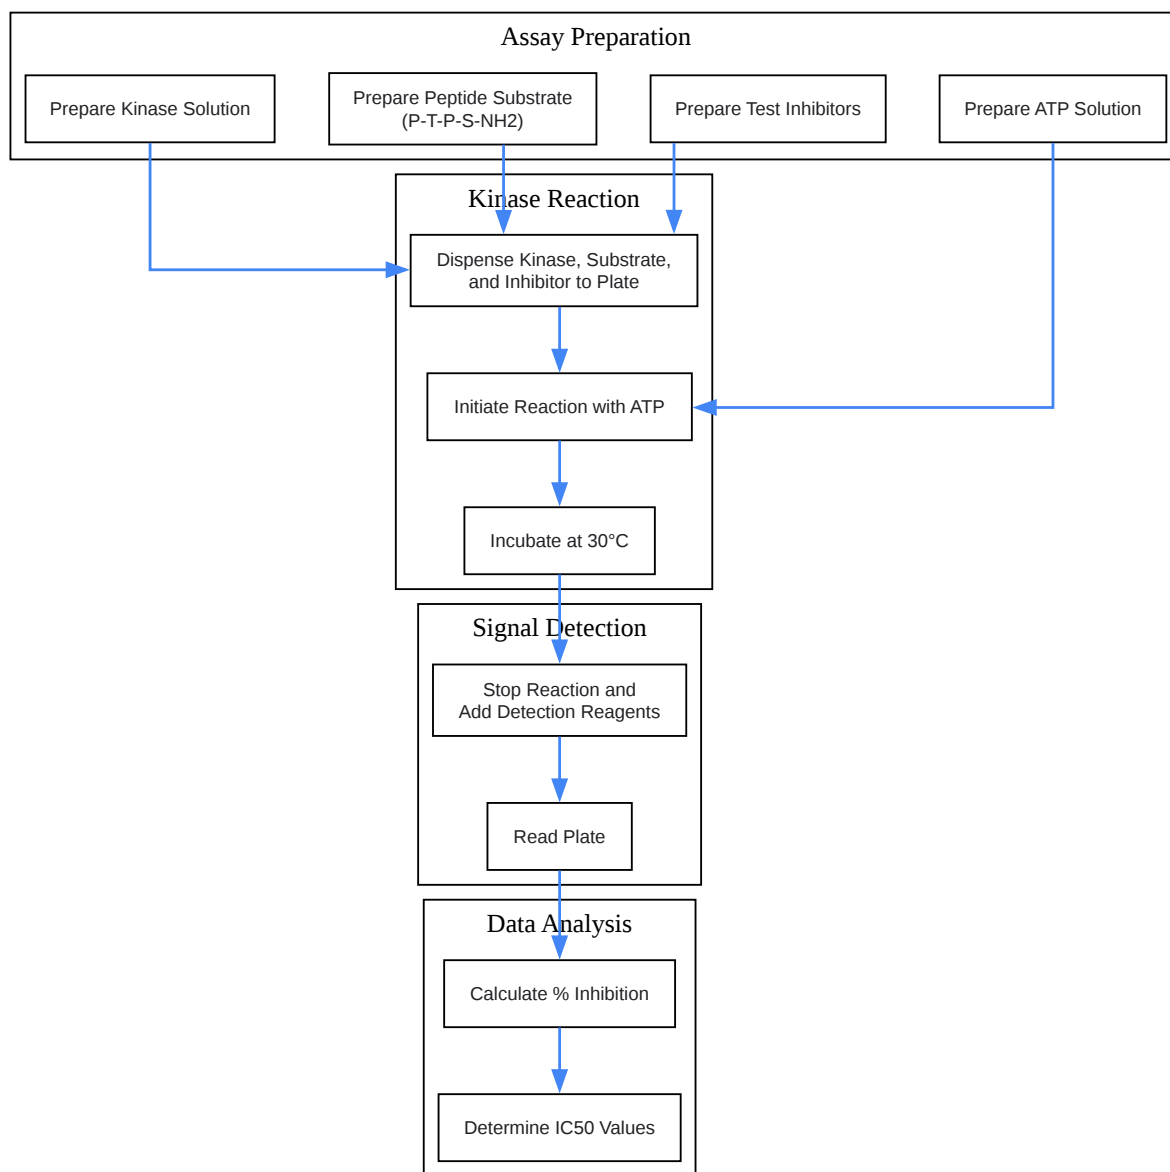 Assay Preparation
Prepare Kinase Solution
Prepare Peptide Substrate
(P-T-P-S-NH2)
Prepare Test Inhibitors
Prepare ATP Solution
Kinase Reaction
Dispense Kinase, Substrate,
and Inhibitor to Plate
Initiate Reaction with ATP
Incubate at 30°C
Signal Detection
Stop Reaction and
Add Detection Reagents
Read Plate
Data Analysis
Calculate % Inhibition
Determine IC50 Values